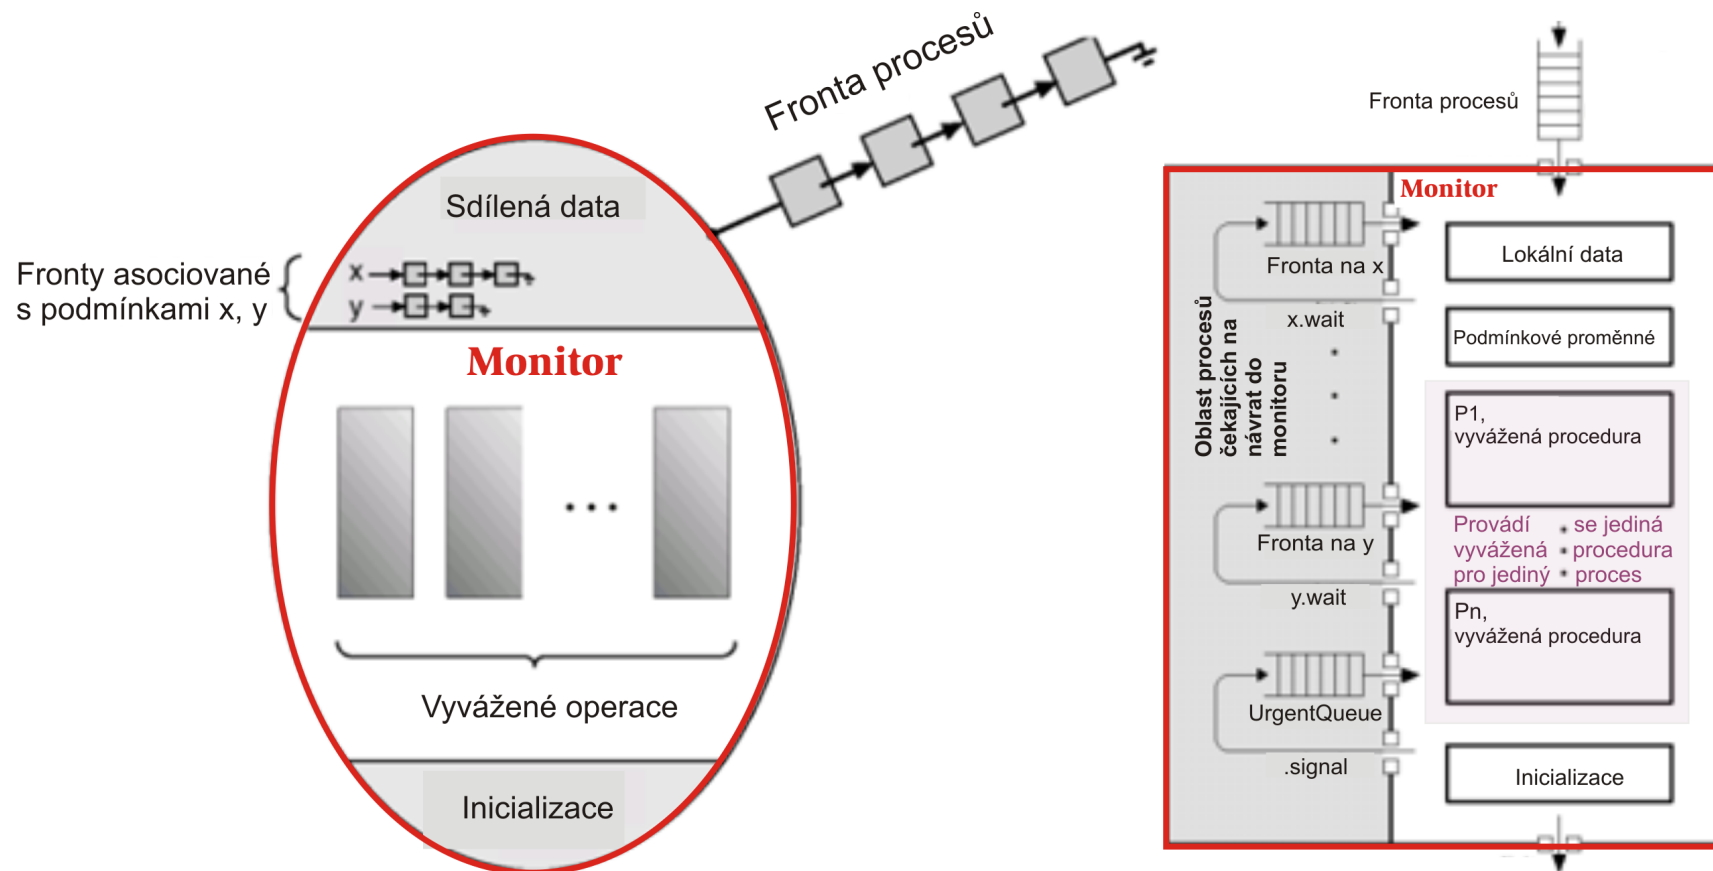 Fronta procesů
Sdílená data
Fronty asociované
s podmínkami x, y
x
y
Monitor
Vyvážené operace
Inicializace
Fronta procesů
Monitor
Fronta na x
x.wait
Oblast procesů
čekajících na
návrat do
monitoru
Fronta na y
y.wait
UrgentQueue
.signal
Lokální data
Podmínkové proměnné
P1,
vyvážená procedura
Provádí se jediná
vyvážená procedura
pro jediný proces
Pn,
vyvážená procedura
Inicializace